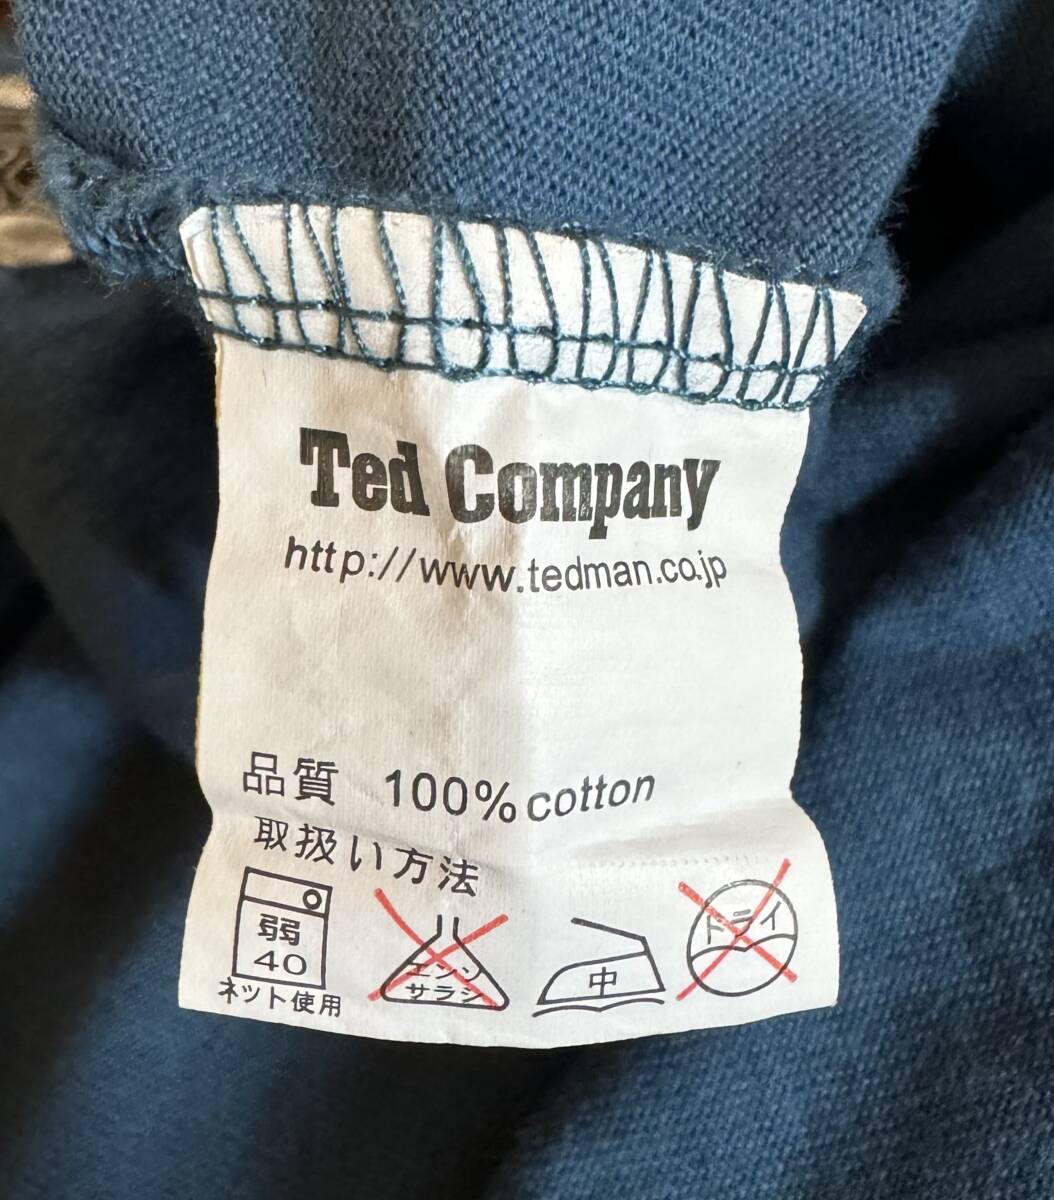 Ted Company
http://www.tedman.co.jp
品質 100% cotton
取扱い方法
弱
40
ネット使用
エンソ
サラシ
中
ドライ